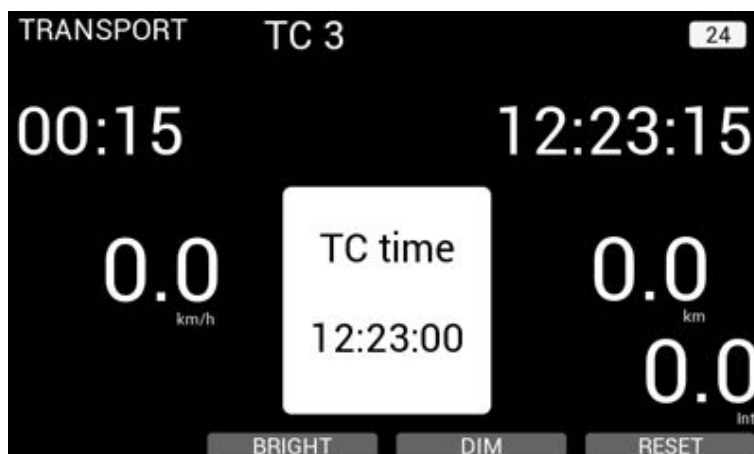 TRANSPORT TC 3 24
00:15 12:23:15
TC time
0.0 0.0
km/h km
12:23:00
0.0
Int
BRIGHT DIM RESET